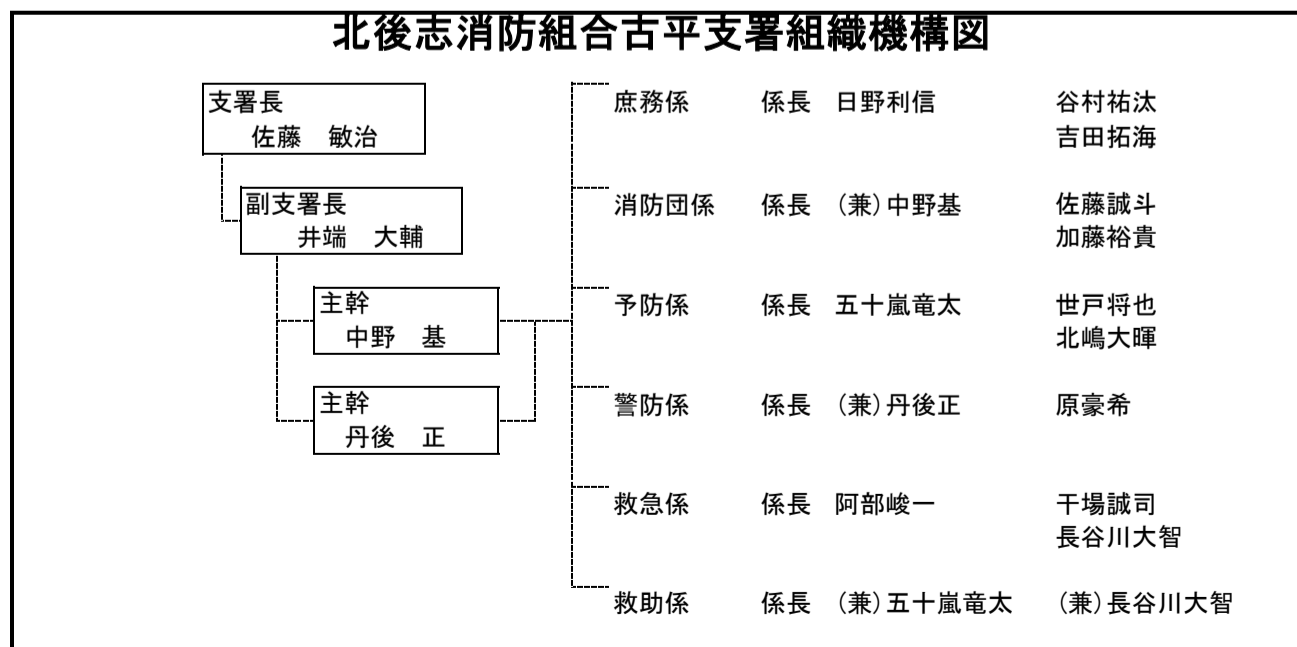 北後志消防組合古平支署組織機構図
支署長
佐藤　敏治
副支署長
井端　大輔
主幹
中野　基
主幹
丹後　正
庶務係　係長　日野利信　谷村祐汰
吉田拓海
消防団係　係長　（兼）中野基　佐藤誠斗
加藤裕貴
予防係　係長　五十嵐竜太　世戸将也
北嶋大暉
警防係　係長　（兼）丹後正　原豪希
救急係　係長　阿部峻一　干場誠司
長谷川大智
救助係　係長　（兼）五十嵐竜太　（兼）長谷川大智